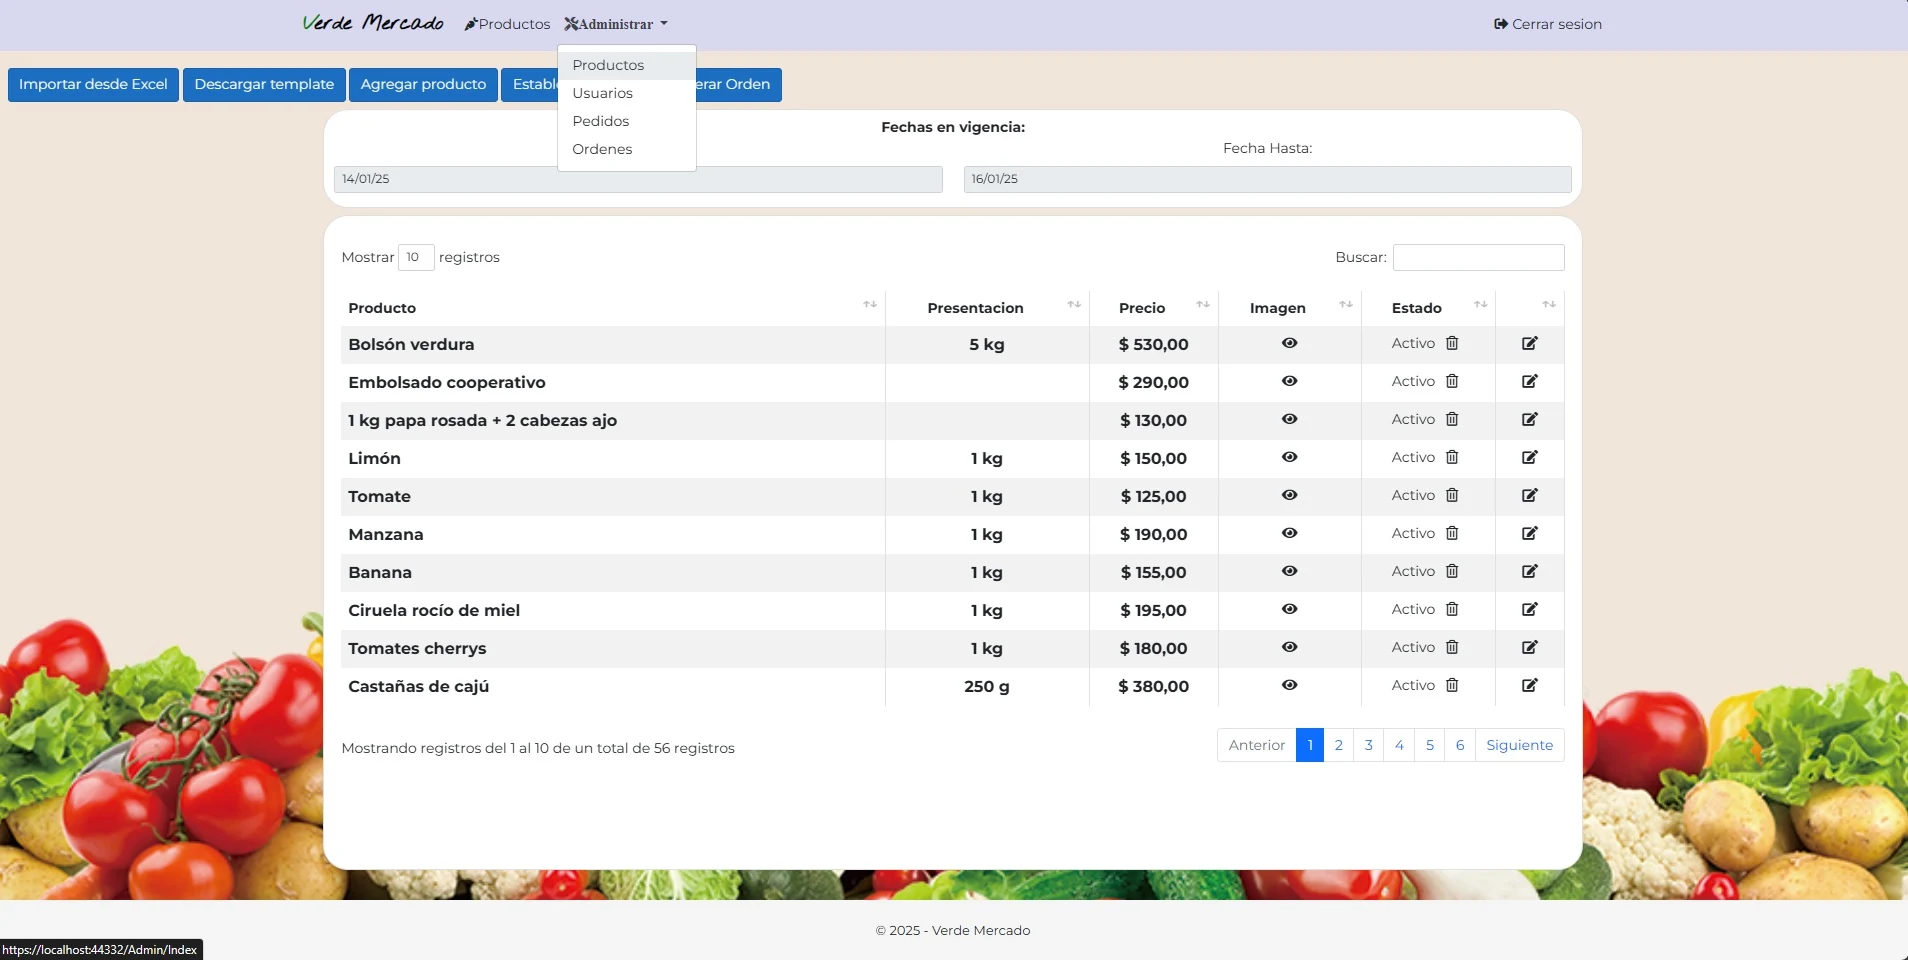 Verde Mercado Productos Administrar Cerrar sesion
Productos
Usuarios
Pedidos
Ordenes
Importar desde Excel Descargar template Agregar producto Orden
Fechas en vigencia:
Fecha Hasta:
14/01/25 16/01/25
Mostrar 10 registros Buscar:
Producto Presentacion Precio Imagen Estado
Bolsón verdura 5 kg $ 530,00 Activo
Embolsado cooperativo $ 290,00 Activo
1 kg papa rosada + 2 cabezas ajo $ 130,00 Activo
Limón 1 kg $ 150,00 Activo
Tomate 1 kg $ 125,00 Activo
Manzana 1 kg $ 190,00 Activo
Banana 1 kg $ 155,00 Activo
Ciruela rocío de miel 1 kg $ 195,00 Activo
Tomates cherrys 1 kg $ 180,00 Activo
Castañas de cajú 250 g $ 380,00 Activo
Mostrando registros del 1 al 10 de un total de 56 registros
Anterior 1 2 3 4 5 6 Siguiente
© 2025 - Verde Mercado
https://localhost:44332/Admin/Index